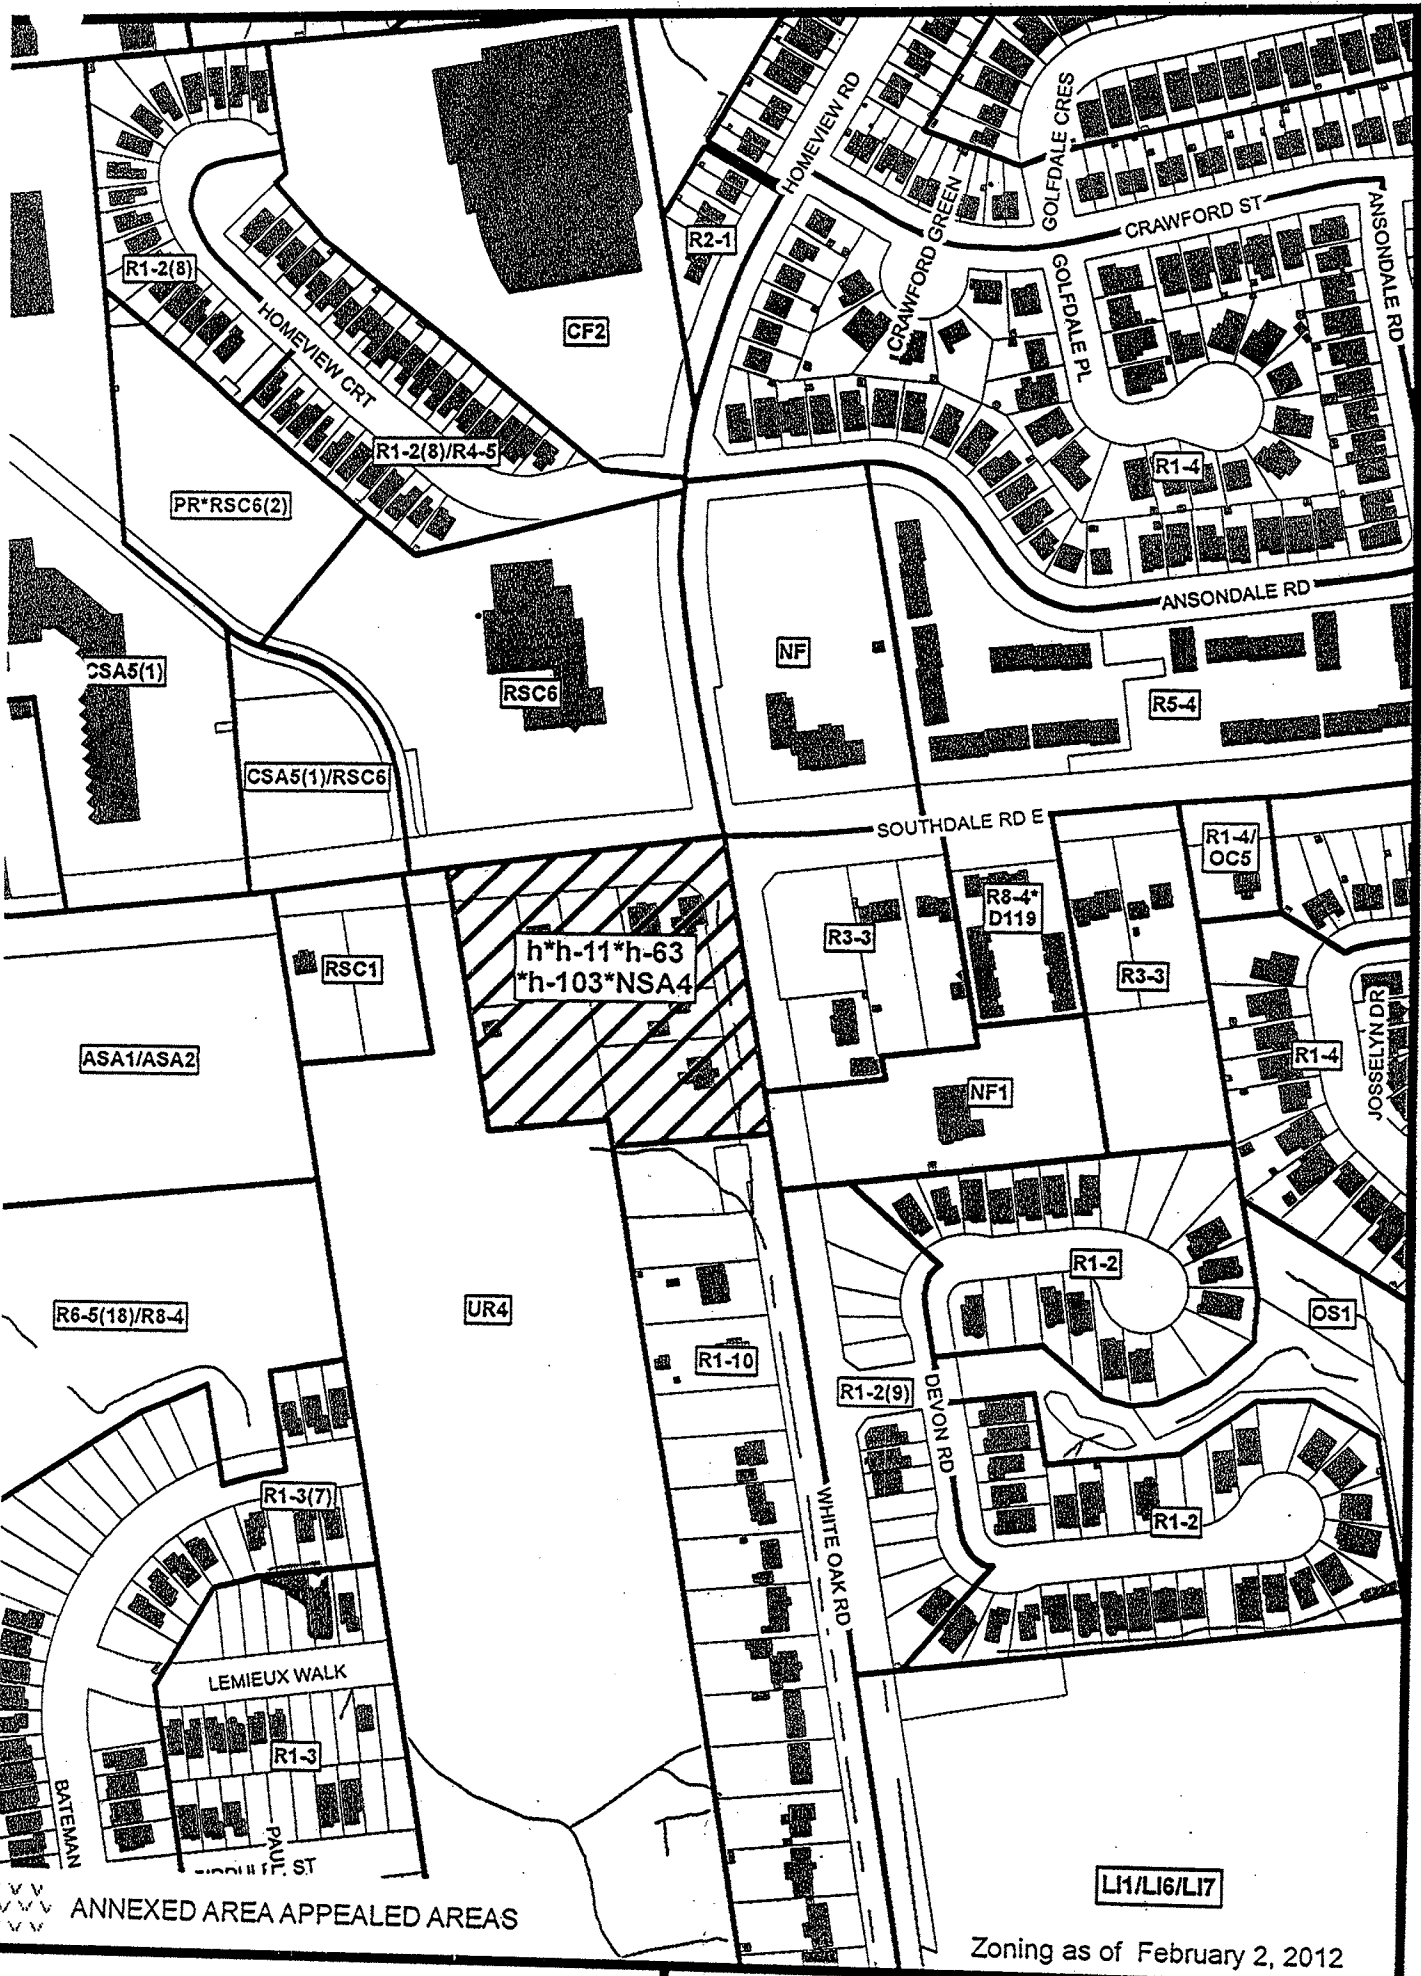 HOMEVIEW RD
GOLFDALE CRES
CRAWFORD GREEN
CRAWFORD ST
ANSONDALE RD
R2-1
R1-2(8)
CF2
HOMEVIEW CRT
GOLFDALE PL
R1-2(8)/R4-5
R1-4
PR*RSC6(2)
ANSONDALE RD
NF
CSA5(1)
RSC6
R5-4
CSA5(1)/RSC6
SOUTHDALE RD E
R1-4/
OC5
R8-4*
D119
R3-3
h*h-11*h-63
*h-103*NSA4
RSC1
R3-3
JOSSELYN DR
ASA1/ASA2
R1-4
NF1
R1-2
R6-5(18)/R8-4
UR4
OS1
R1-10
R1-2(9)
DEVON RD
R1-3(7)
R1-2
WHITE OAK RD
LEMIEUX WALK
R1-3
BATEMAN
PAUL
ST
LI1/LI6/LI7
ANNEXED AREA APPEALED AREAS
Zoning as of February 2, 2012